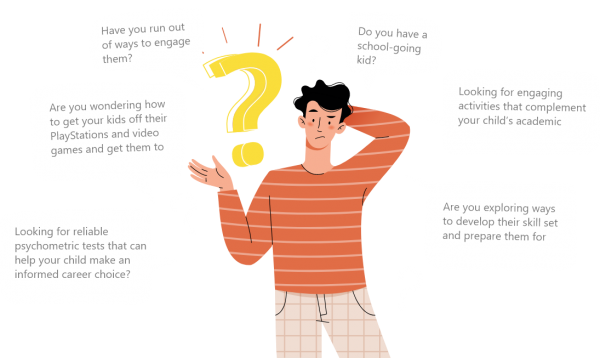 Have you run out
of ways to engage
them?
Do you have a
school-going
kid?
Are you wondering how
to get your kids off their
PlayStations and video
games and get them to
Looking for engaging
activities that complement
your child's academic
Looking for reliable
psychometric tests that can
help your child make an
informed career choice?
Are you exploring ways
to develop their skill set
and prepare them for